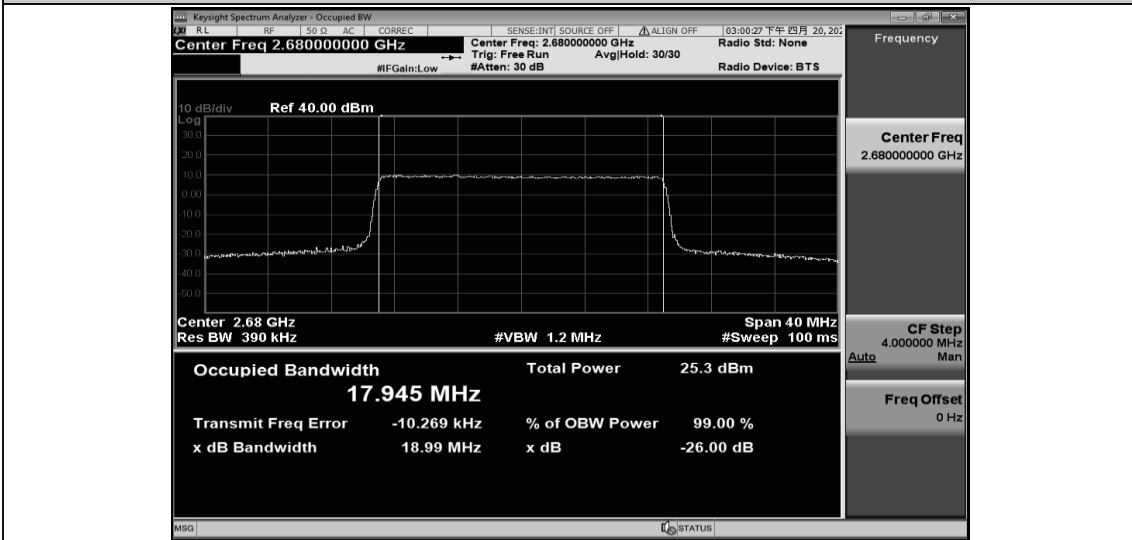 Keysight Spectrum Analyzer - Occupied BW
LXI RL RF 50 Ω AC CORREC SENSE:INT SOURCE OFF ALIGN OFF 03:00:27 下午 四月 20, 202
Center Freq 2.680000000 GHz
Center Freq: 2.680000000 GHz
Radio Std: None
Trig: Free Run Avg|Hold: 30/30
#IFGain:Low #Atten: 30 dB
Radio Device: BTS
Frequency
10 dB/div Ref 40.00 dBm
Log
30.0
20.0
10.0
0.00
-10.0
-20.0
-30.0
-40.0
-50.0
Center Freq
2.680000000 GHz
Center 2.68 GHz Span 40 MHz
Res BW 390 kHz #VBW 1.2 MHz #Sweep 100 ms
CF Step
4.000000 MHz
Auto Man
Occupied Bandwidth Total Power 25.3 dBm
17.945 MHz
Transmit Freq Error -10.269 kHz % of OBW Power 99.00 %
x dB Bandwidth 18.99 MHz x dB -26.00 dB
Freq Offset
0 Hz
MSG STATUS